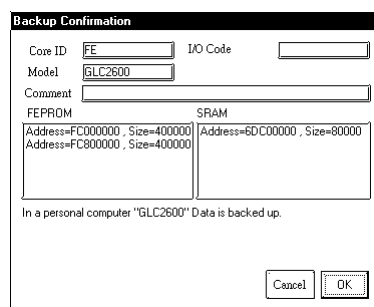 Backup Confirmation
Core ID FE I/O Code
Model GLC2600
Comment
FEPROM SRAM
Address=FC000000 , Size=400000 Address=6DC00000 , Size=80000
Address=FC800000 , Size=400000
In a personal computer "GLC2600" Data is backed up.
Cancel OK